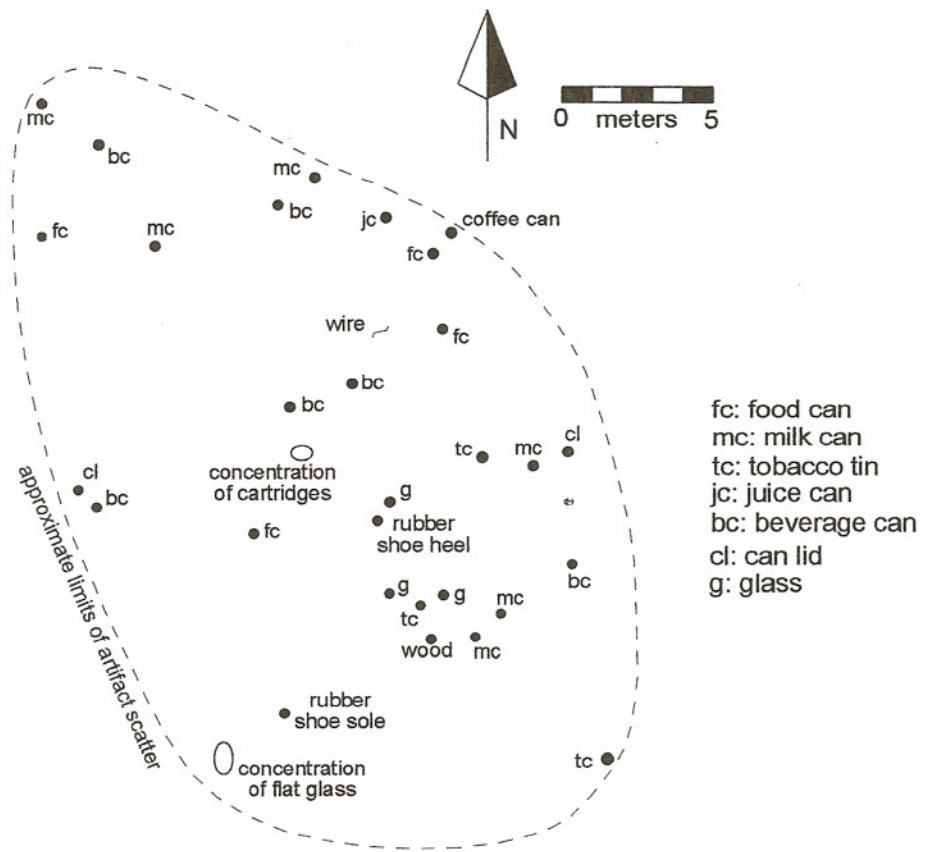 N
0 meters 5
mc
bc
mc
bc
jc
coffee can
fc
mc
fc
wire
fc
bc
bc
cl
tc
mc
concentration
of cartridges
cl
bc
g
rubber
shoe heel
fc
bc
g
g
tc
mc
wood
mc
rubber
shoe sole
tc
concentration
of flat glass
approximate limits of artifact scatter
fc: food can
mc: milk can
tc: tobacco tin
jc: juice can
bc: beverage can
cl: can lid
g: glass